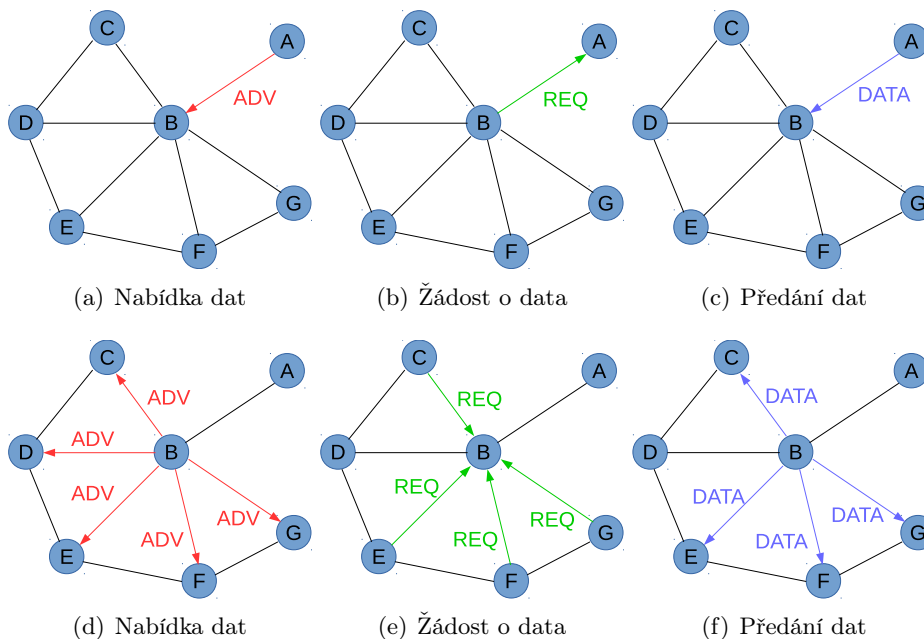 C
A
ADV
D
B
G
E
F
(a) Nabídka dat
C
A
REQ
D
B
G
E
F
(b) Žádost o data
C
A
DATA
D
B
G
E
F
(c) Předání dat
C
A
ADV
ADV
D
B
ADV
ADV
ADV
G
E
F
(d) Nabídka dat
C
A
REQ
D
B
REQ
REQ
REQ
G
E
F
(e) Žádost o data
C
A
DATA
D
B
DATA
DATA
DATA
G
E
F
(f) Předání dat